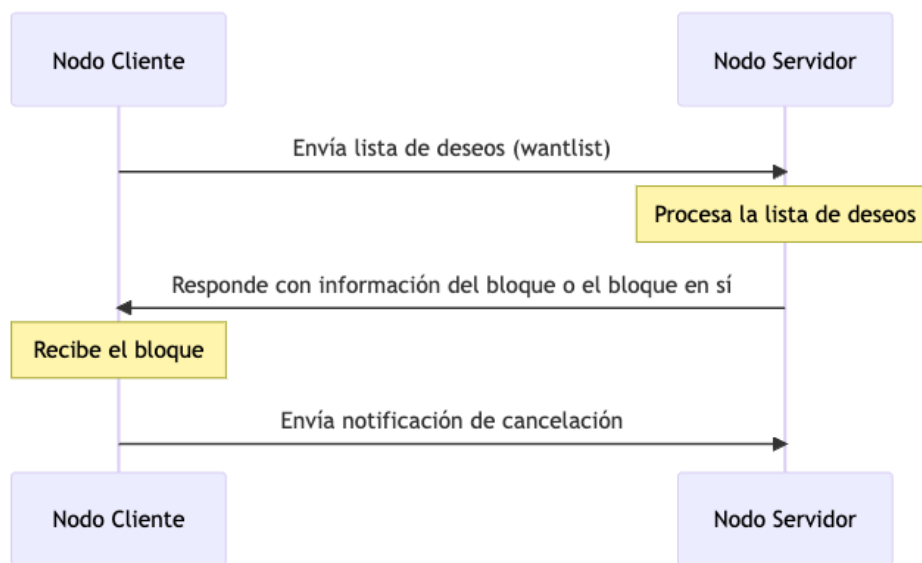 Nodo Cliente
Nodo Servidor
Envía lista de deseos (wantlist)
Procesa la lista de deseos
Responde con información del bloque o el bloque en sí
Recibe el bloque
Envía notificación de cancelación
Nodo Cliente
Nodo Servidor